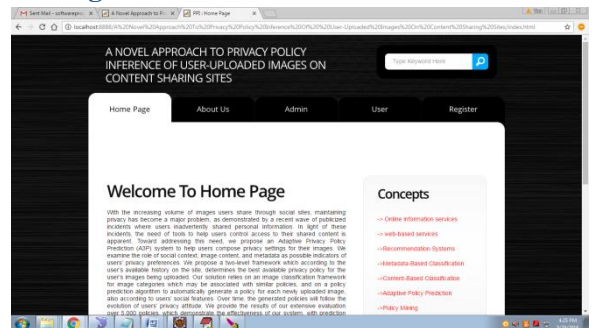 Sent Mail - softwarepro
A Novel Approach to Pr
PPI::Home Page
localhost:8888/A%20Novel%20Approach%20To%20Privacy%20Policy%20Inference%20Of%20%20User-Uploaded%20Images%20On%20Content%20Sharing%20Sites/index.html
A NOVEL APPROACH TO PRIVACY POLICY
INFERENCE OF USER-UPLOADED IMAGES ON
CONTENT SHARING SITES
Type Keyword Here
Home Page About Us Admin User Register
Welcome To Home Page
With the increasing volume of images users share through social sites, maintaining
privacy has become a major problem, as demonstrated by a recent wave of publicized
incidents where users inadvertently shared personal information. In light of these
incidents, the need of tools to help users control access to their shared content is
apparent. Toward addressing this need, we propose an Adaptive Privacy Policy
Prediction (A3P) system to help users compose privacy settings for their images. We
examine the role of social context, image content, and metadata as possible indicators of
users' privacy preferences. We propose a two-level framework which according to the
user's available history on the site, determines the best available privacy policy for the
user's images being uploaded. Our solution relies on an image classification framework
for image categories which may be associated with similar policies, and on a policy
prediction algorithm to automatically generate a policy for each newly uploaded image,
also according to users' social features. Over time, the generated policies will follow the
evolution of users' privacy attitude. We provide the results of our extensive evaluation
over 5,000 policies, which demonstrate the effectiveness of our system, with prediction
Concepts
-> Online information services
-> web-based services
->Recommendation Systems
->Metadata-Based Classification
->Content-Based Classification
->Adaptive Policy Prediction
->Policy Mining
4:25 PM